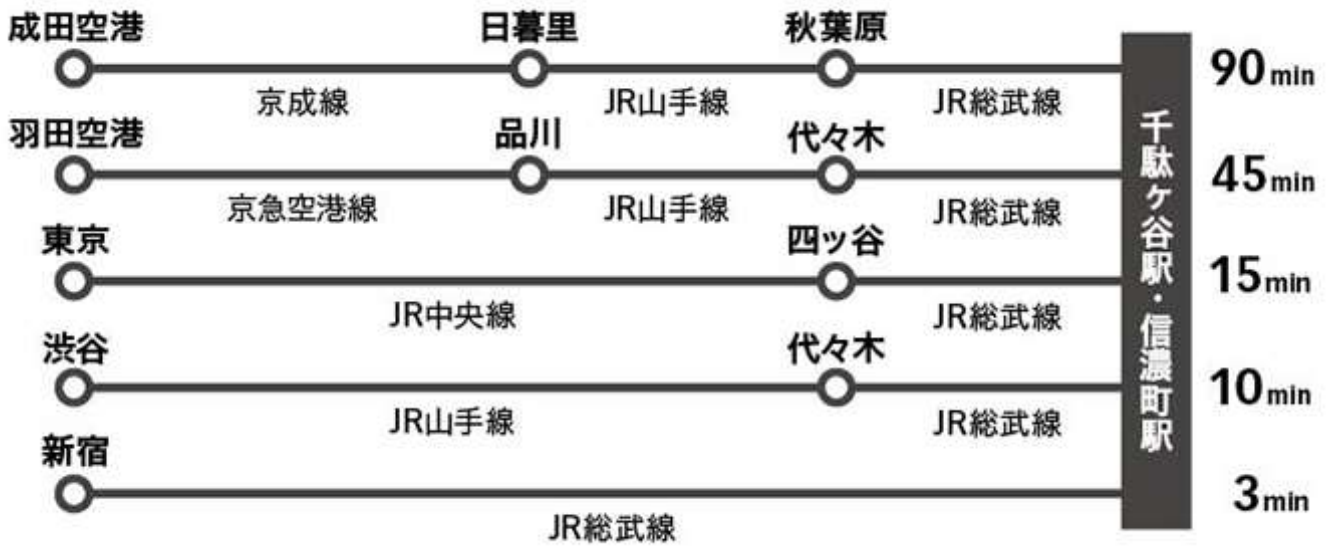 成田空港 日暮里 秋葉原
90min
京成線 JR山手線 JR総武線
羽田空港 品川 代々木
45min
京急空港線 JR山手線 JR総武線
東京 四ッ谷
15min
JR中央線 JR総武線
渋谷 代々木
10min
JR山手線 JR総武線
新宿
3min
JR総武線
千駄ヶ谷駅・信濃町駅